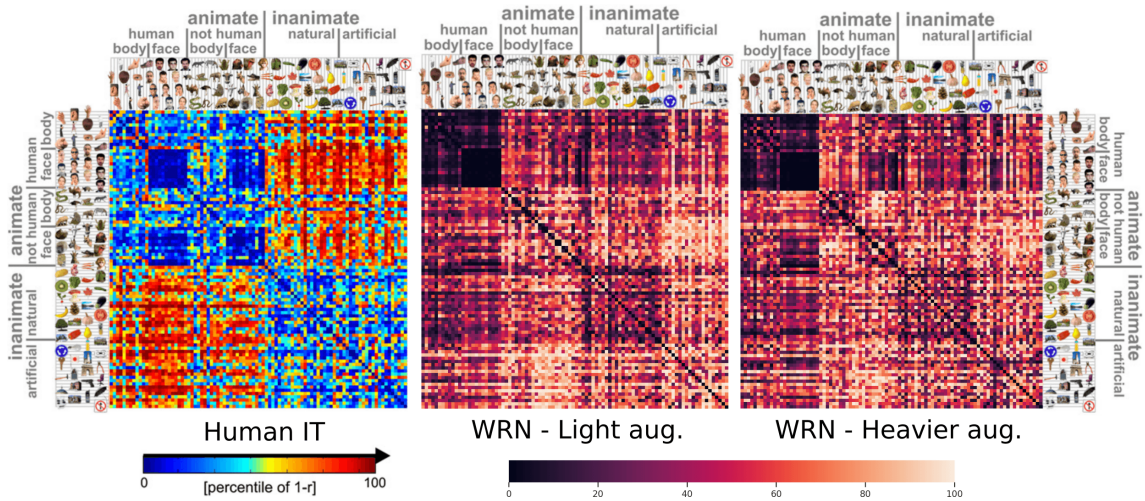 animate inanimate
human not human natural artificial
body face body face
animate inanimate
human not human natural artificial
body face body face
animate inanimate
human not human natural artificial
body face body face
animate
human
body
face
not human
body
face
inanimate
natural
artificial
human
body
face
animate
not human
body
face
inanimate
natural
artificial
Human IT
WRN - Light aug.
WRN - Heavier aug.
0 100
[percentile of 1-r]
0 20 40 60 80 100